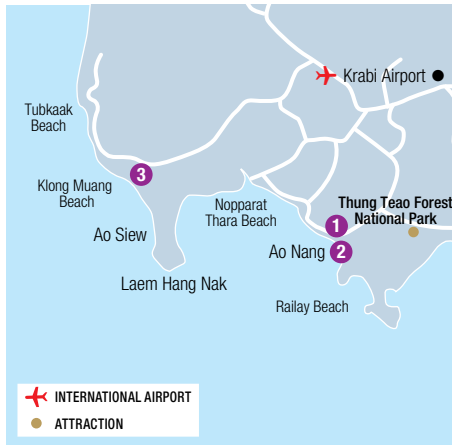 Krabi Airport
Tubkaak
Beach
3
Klong Muang
Beach
Nopparat
Thara Beach
Thung Teao Forest
National Park
1
Ao Siew
Ao Nang
2
Laem Hang Nak
Railay Beach
INTERNATIONAL AIRPORT
ATTRACTION